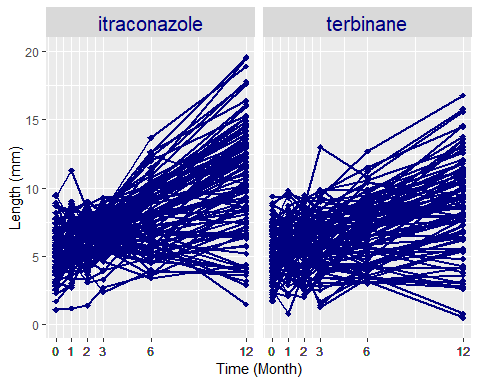 itraconazole terbinane
20
15
10
5
0
0 1 2 3 6 12 0 1 2 3 6 12
Time (Month)
Length (mm)